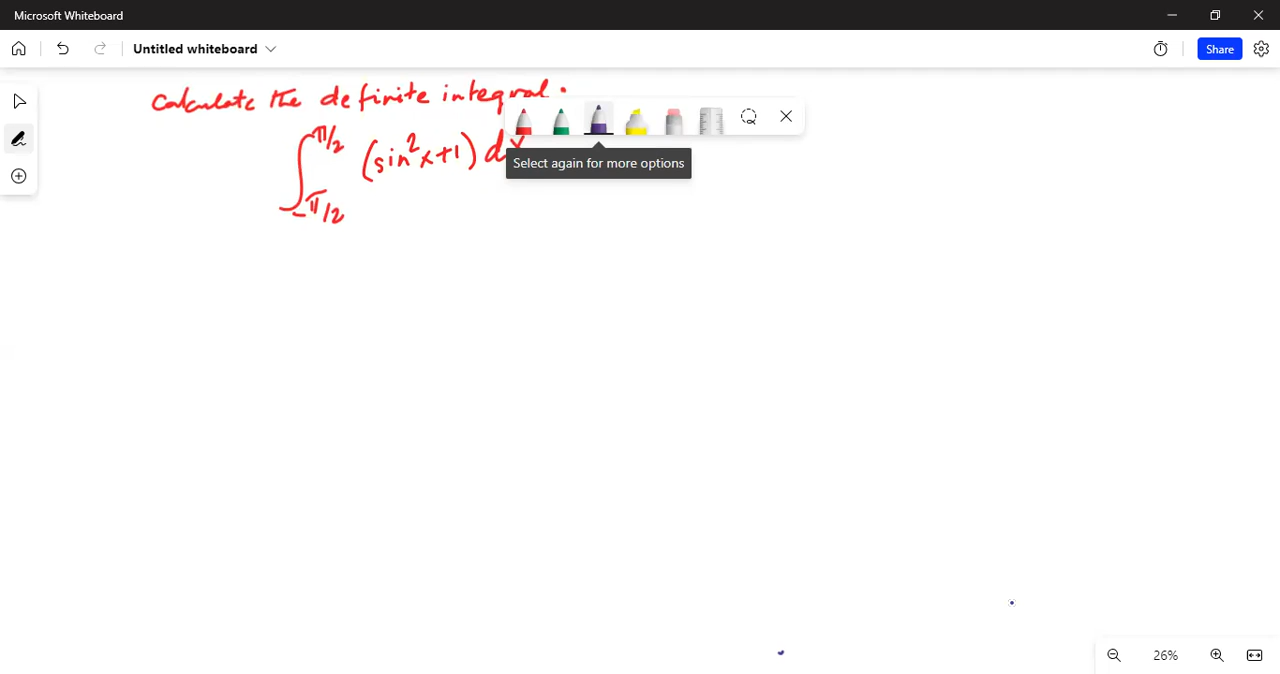 Microsoft Whiteboard
Untitled whiteboard
Share
Calculate the definite integral.
∫_{-π/2}^{π/2} (sin²x+1) dx
Select again for more options
26%